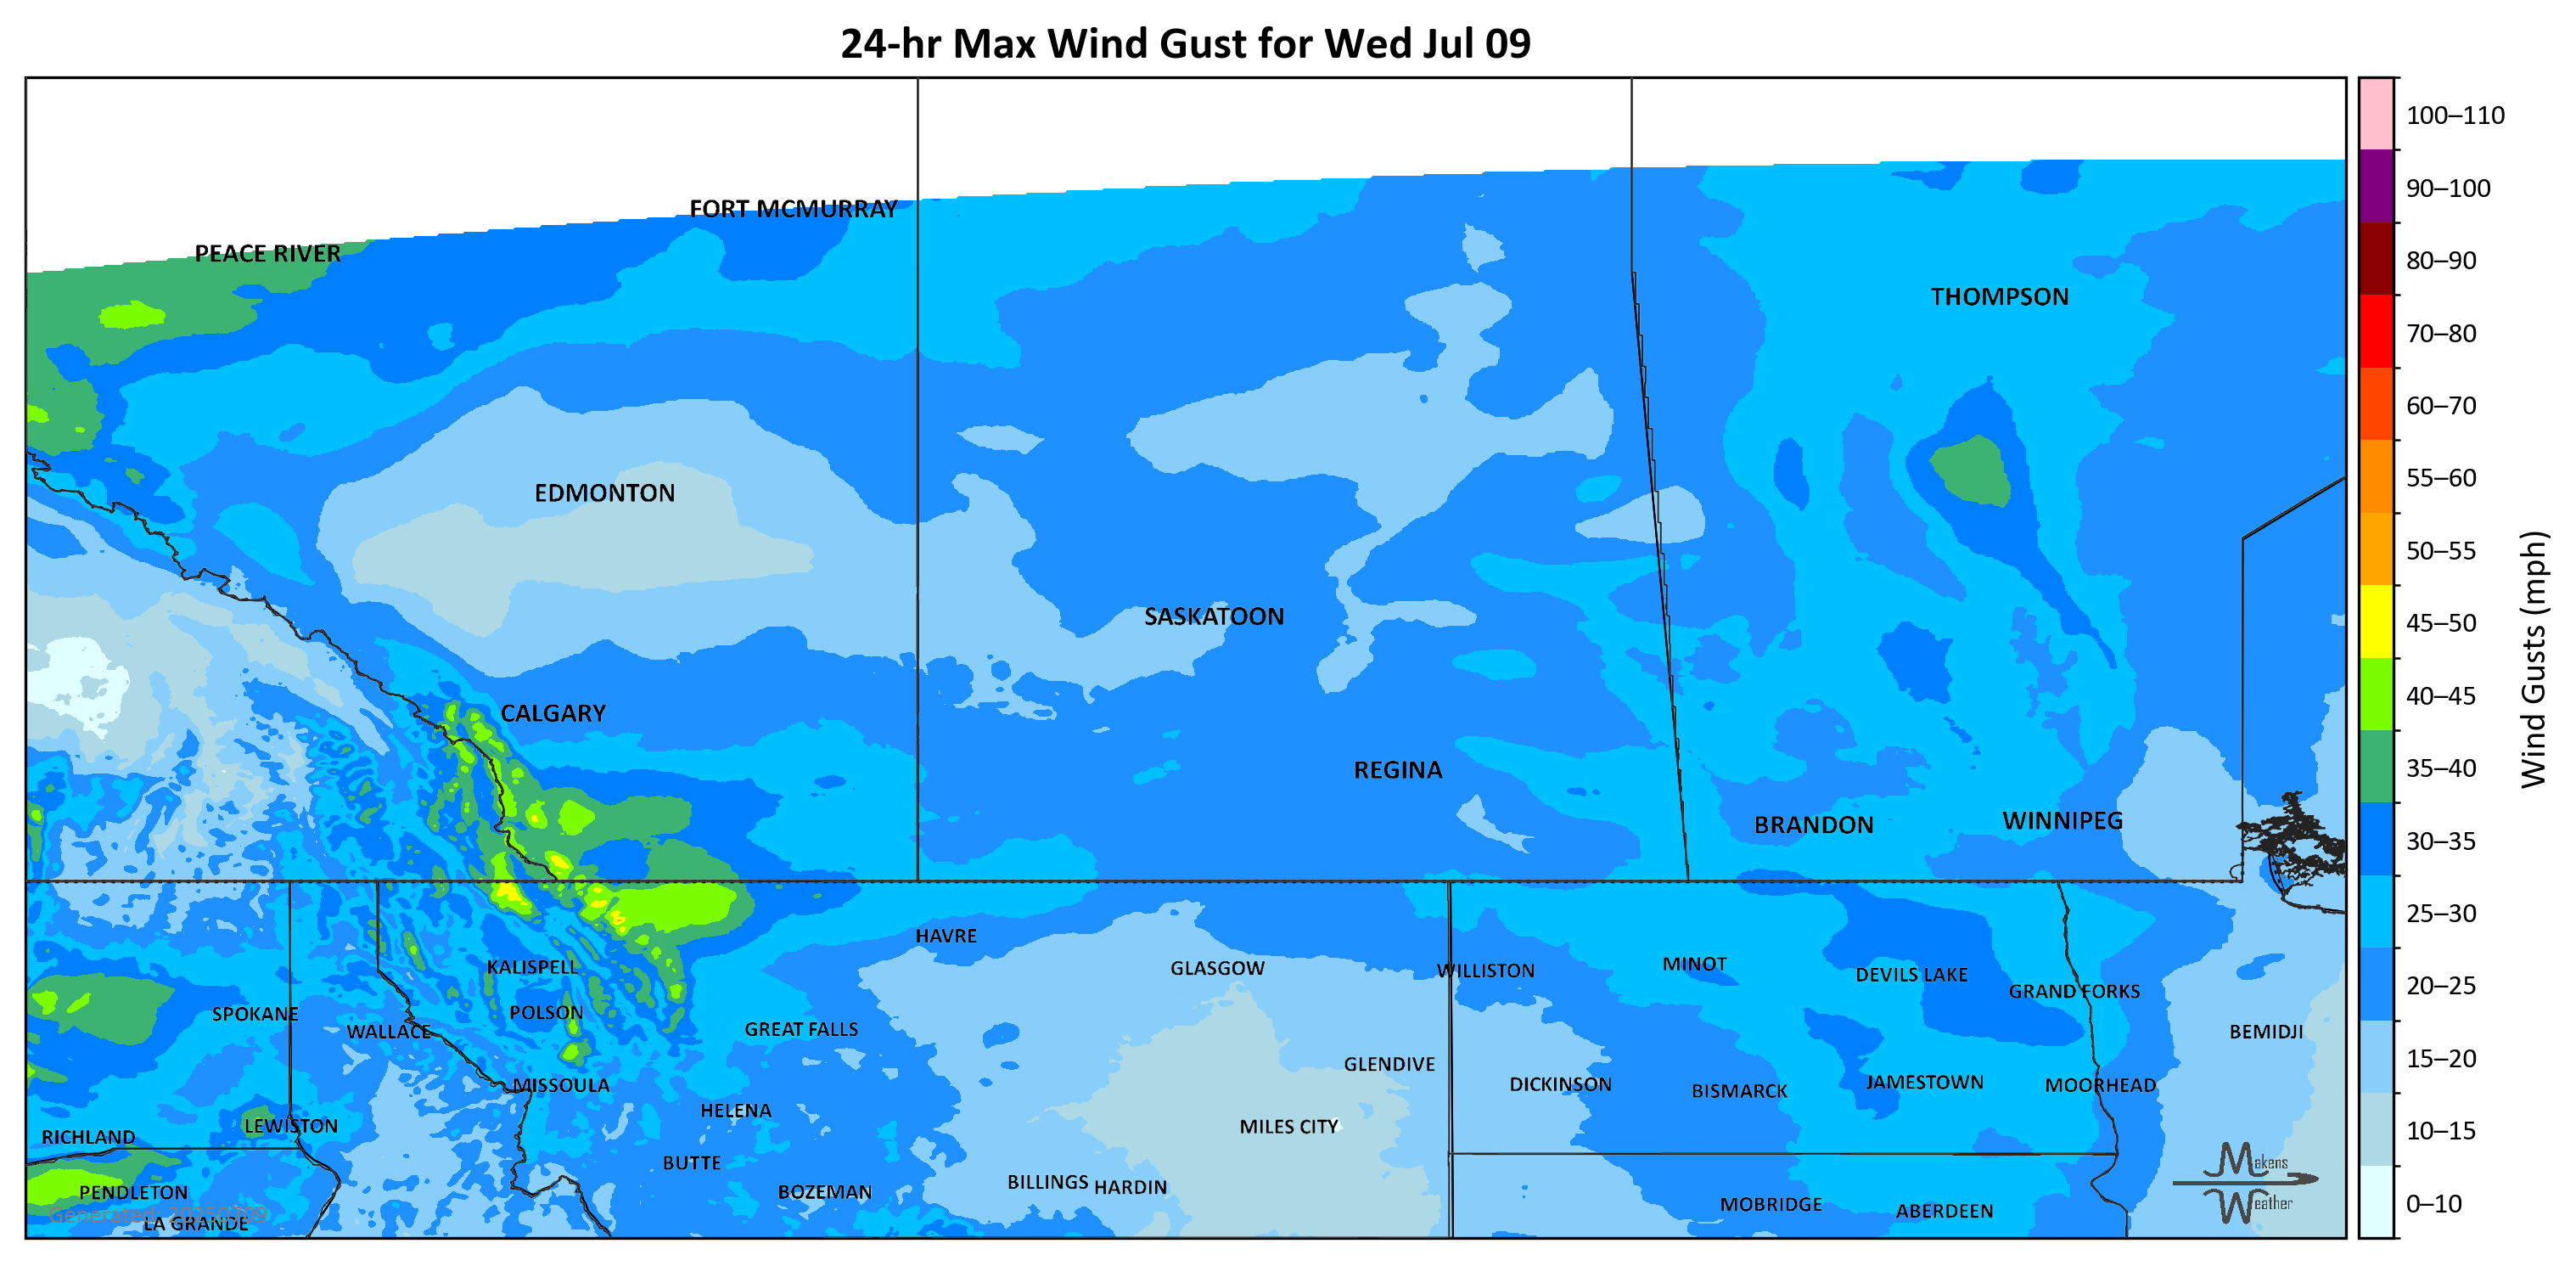 24-hr Max Wind Gust for Wed Jul 09
100–110
90–100
80–90
70–80
60–70
55–60
50–55
45–50
40–45
35–40
30–35
25–30
20–25
15–20
10–15
0–10
Wind Gusts (mph)
FORT MCMURRAY
PEACE RIVER
THOMPSON
EDMONTON
SASKATOON
CALGARY
REGINA
BRANDON
WINNIPEG
HAVRE
KALISPELL
GLASGOW
WILLISTON
MINOT
DEVILS LAKE
GRAND FORKS
SPOKANE
POLSON
WALLACE
GREAT FALLS
BEMIDJI
GLENDIVE
MISSOULA
DICKINSON
BISMARCK
JAMESTOWN
MOORHEAD
HELENA
LEWISTON
MILES CITY
RICHLAND
BUTTE
PENDLETON
BOZEMAN
BILLINGS
HARDIN
MOBRIDGE
ABERDEEN
Generated: 20250709
LA GRANDE
Makens
Weather